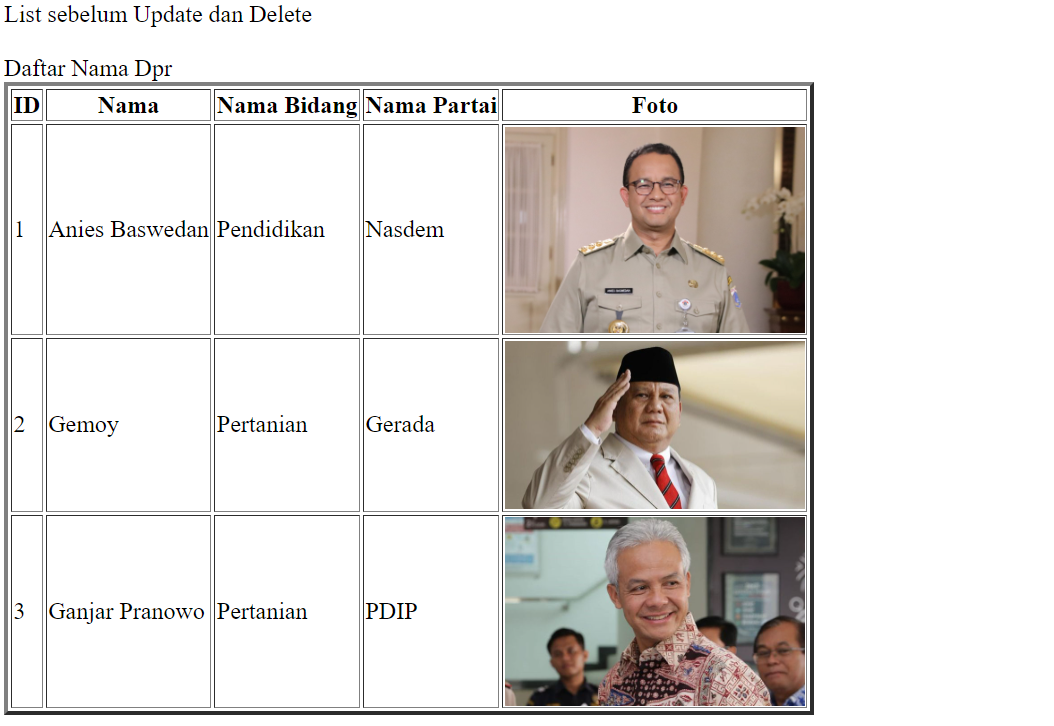 List sebelum Update dan Delete
Daftar Nama Dpr
ID Nama Nama Bidang Nama Partai Foto
1 Anies Baswedan Pendidikan Nasdem
2 Gemoy Pertanian Gerada
3 Ganjar Pranowo Pertanian PDIP